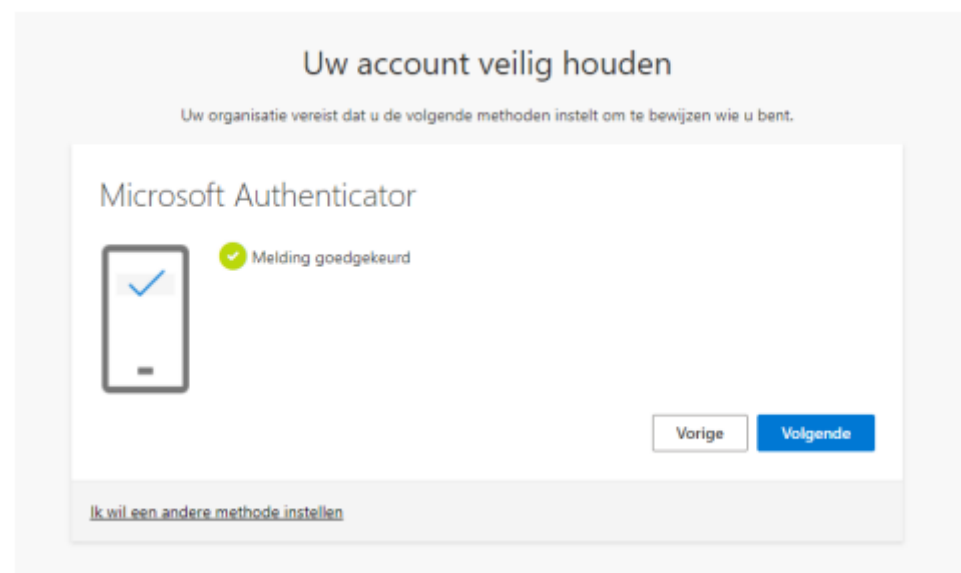 Uw account veilig houden
Uw organisatie vereist dat u de volgende methoden instelt om te bewijzen wie u bent.
Microsoft Authenticator
Melding goedgekeurd
Vorige
Volgende
Ik wil een andere methode instellen